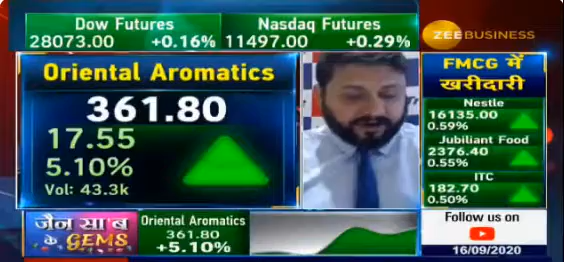 Dow Futures
28073.00 +0.16%
Nasdaq Futures
11497.00 +0.29%
ZEE BUSINESS
Oriental Aromatics
361.80
17.55
5.10%
Vol: 43.3k
FMCG में
खरीदारी
Nestle
16135.00
0.59%
Jubiliant Food
2376.40
0.55%
ITC
182.70
0.50%
जैन सा ब
के GEMS
Oriental Aromatics
361.80
+5.10%
Follow us on
16/09/2020